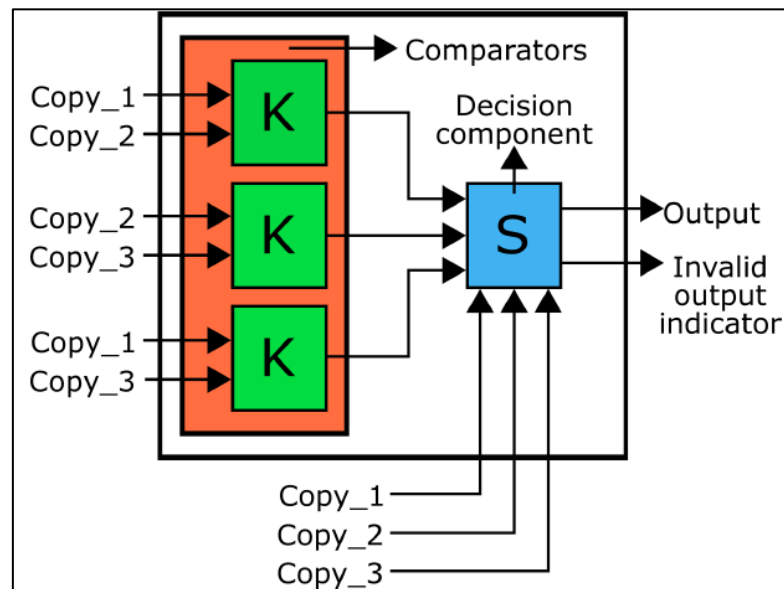 Comparators
Copy_1
K
Copy_2
Decision
component
Copy_2
K
Copy_3
S
Output
Invalid
output
indicator
Copy_1
K
Copy_3
Copy_1
Copy_2
Copy_3